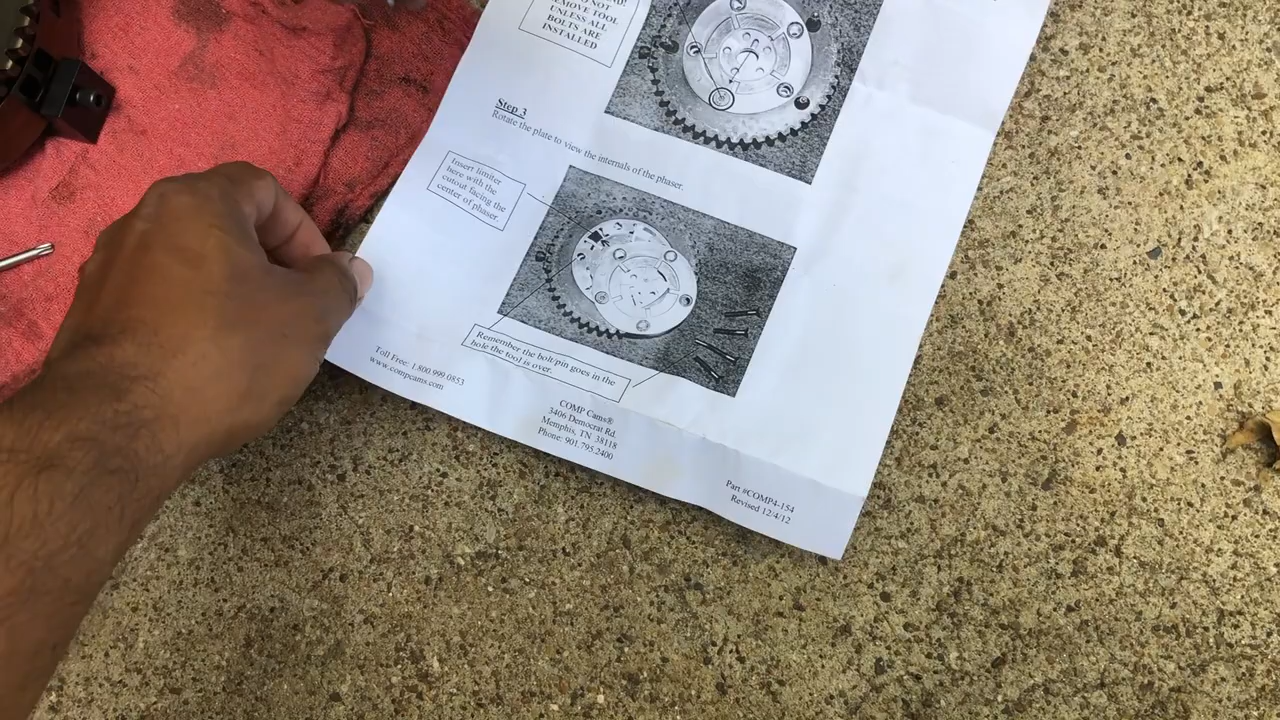 NOT
REMOVE TOOL
UNLESS ALL
BOLTS ARE
INSTALLED
Step 3
Rotate the plate to view the internals of the phaser.
Insert limiter
here with the
cutout facing the
center of phaser.
Remember the bolt/pin goes in the
hole the tool is over.
Toll Free: 1.800.999.0853
www.compcams.com
COMP Cams®
3406 Democrat Rd.
Memphis, TN 38118
Phone: 901.795.2400
Part #COMP4-154
Revised 12/4/12